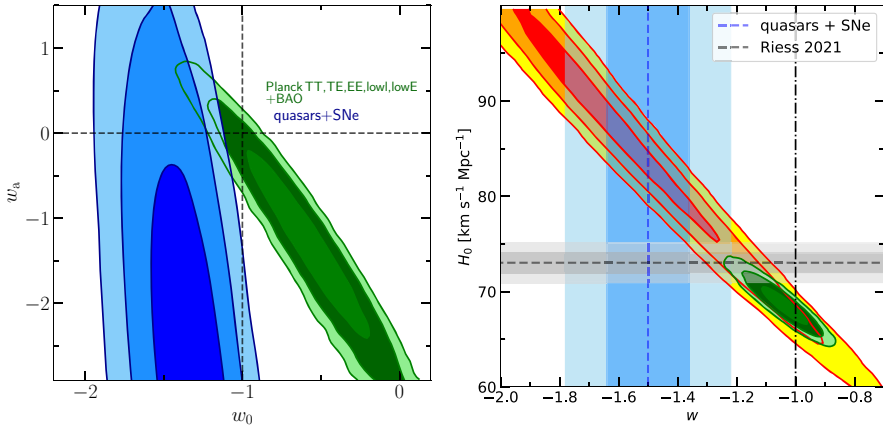 1
0
−1
−2
w_a
−2
−1
0
w_0
Planck TT,TE,EE,lowl,lowE
+BAO
quasars+SNe
90
80
70
60
H_0 [km s^−1 Mpc^−1]
−2.0
−1.8
−1.6
−1.4
−1.2
−1.0
−0.8
w
quasars + SNe
Riess 2021